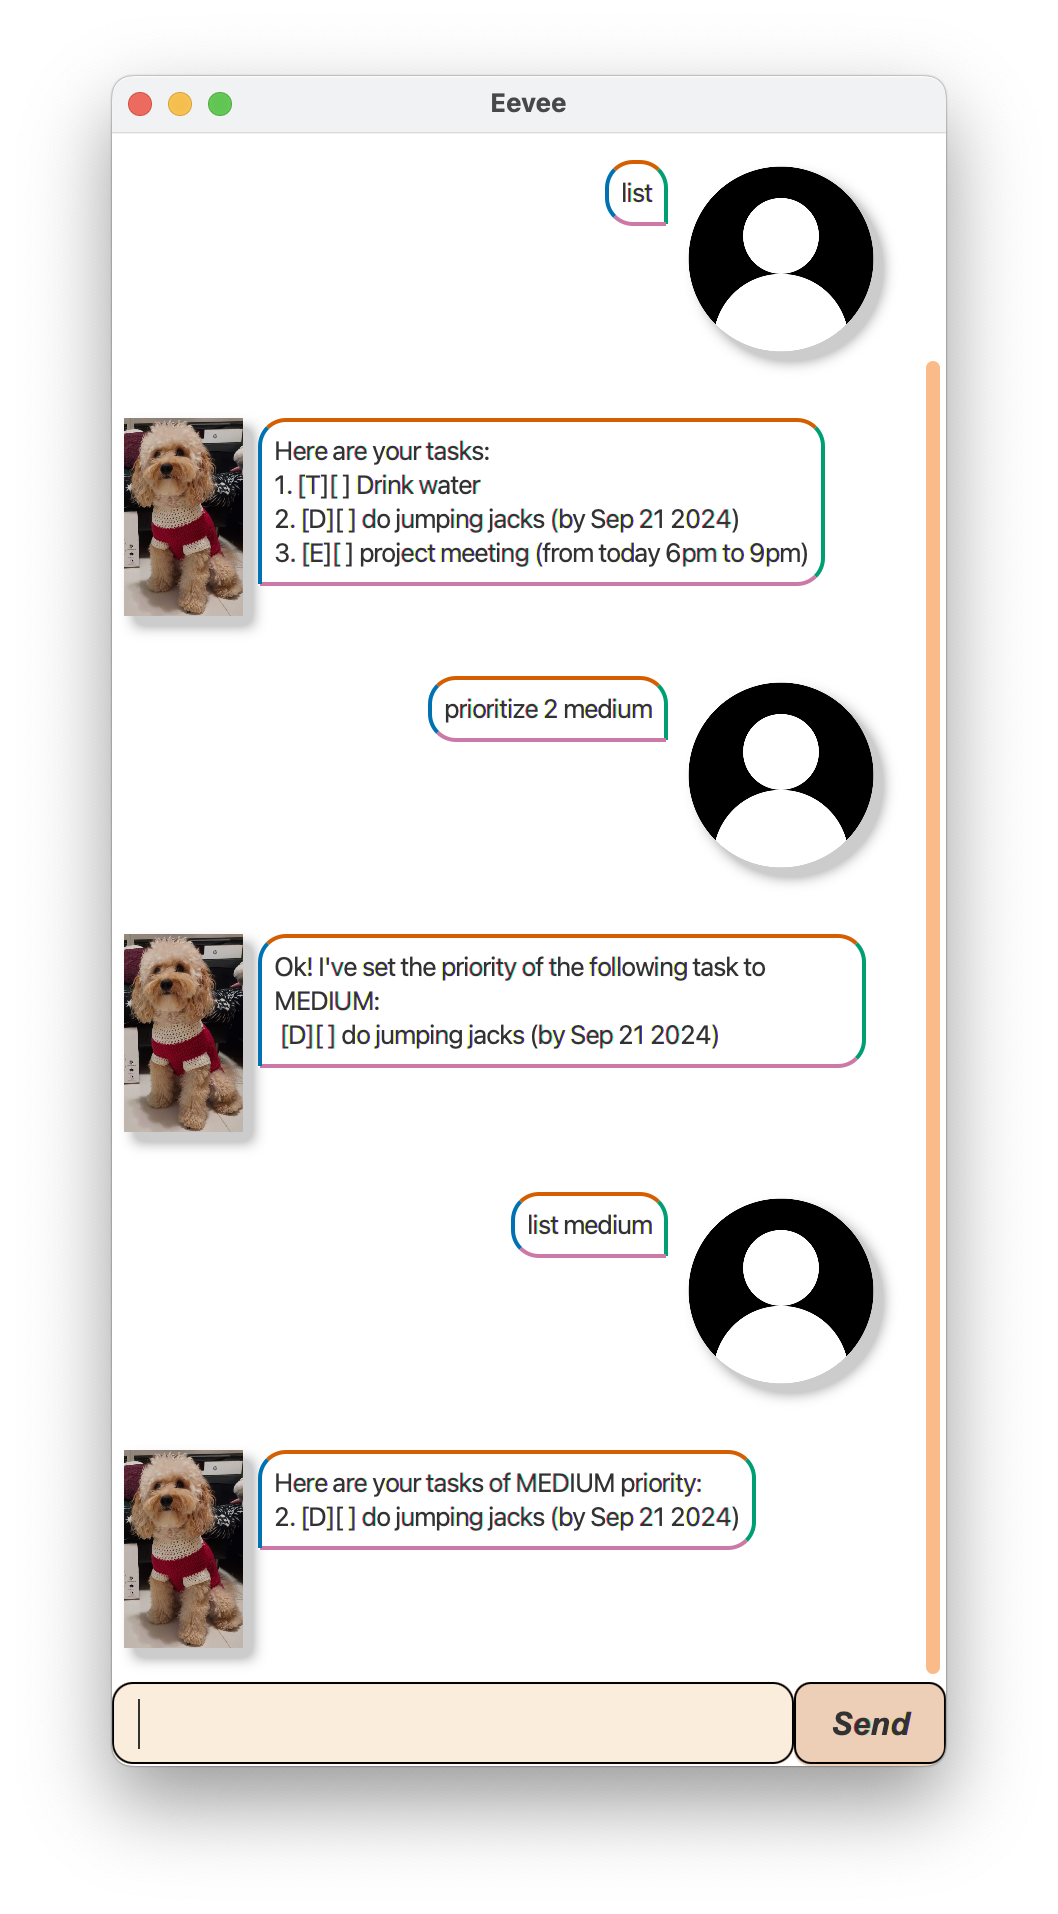 Eevee
list
Here are your tasks:
1. [T][ ] Drink water
2. [D][ ] do jumping jacks (by Sep 21 2024)
3. [E][ ] project meeting (from today 6pm to 9pm)
prioritize 2 medium
Ok! I've set the priority of the following task to
MEDIUM:
[D][ ] do jumping jacks (by Sep 21 2024)
list medium
Here are your tasks of MEDIUM priority:
2. [D][ ] do jumping jacks (by Sep 21 2024)
Send